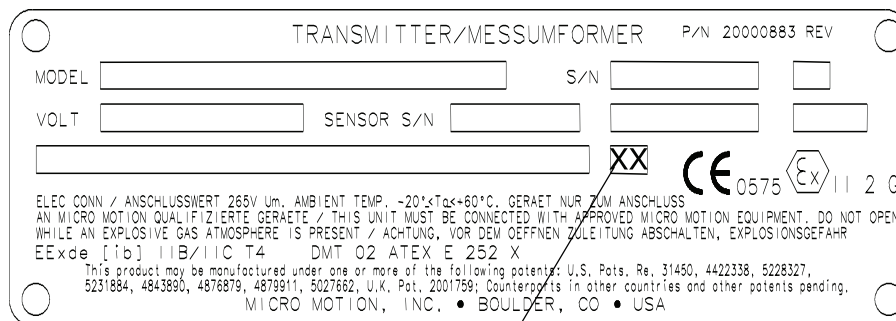 TRANSMITTER/MESSUMFORMER P/N 20000883 REV
MODEL S/N
VOLT SENSOR S/N
XX CE 0575 Ex II 2 G
ELEC CONN / ANSCHLUSSWERT 265V Um. AMBIENT TEMP. -20°<Ta<+60°C. GERAET NUR ZUM ANSCHLUSS
AN MICRO MOTION QUALIFIZIERTE GERAETE / THIS UNIT MUST BE CONNECTED WITH APPROVED MICRO MOTION EQUIPMENT. DO NOT OPEN
WHILE AN EXPLOSIVE GAS ATMOSPHERE IS PRESENT / ACHTUNG, VOR DEM OEFFNEN ZULEITUNG ABSCHALTEN, EXPLOSIONSGEFAHR
EExde [ib] IIB/IIC T4 DMT 02 ATEX E 252 X
This product may be manufactured under one or more of the following patents: U.S. Pats. Re. 31450, 4422338, 5228327,
5231884, 4843890, 4876879, 4879911, 5027662, U.K. Pat. 2001759; Counterparts in other countries and other patents pending.
MICRO MOTION, INC. • BOULDER, CO • USA